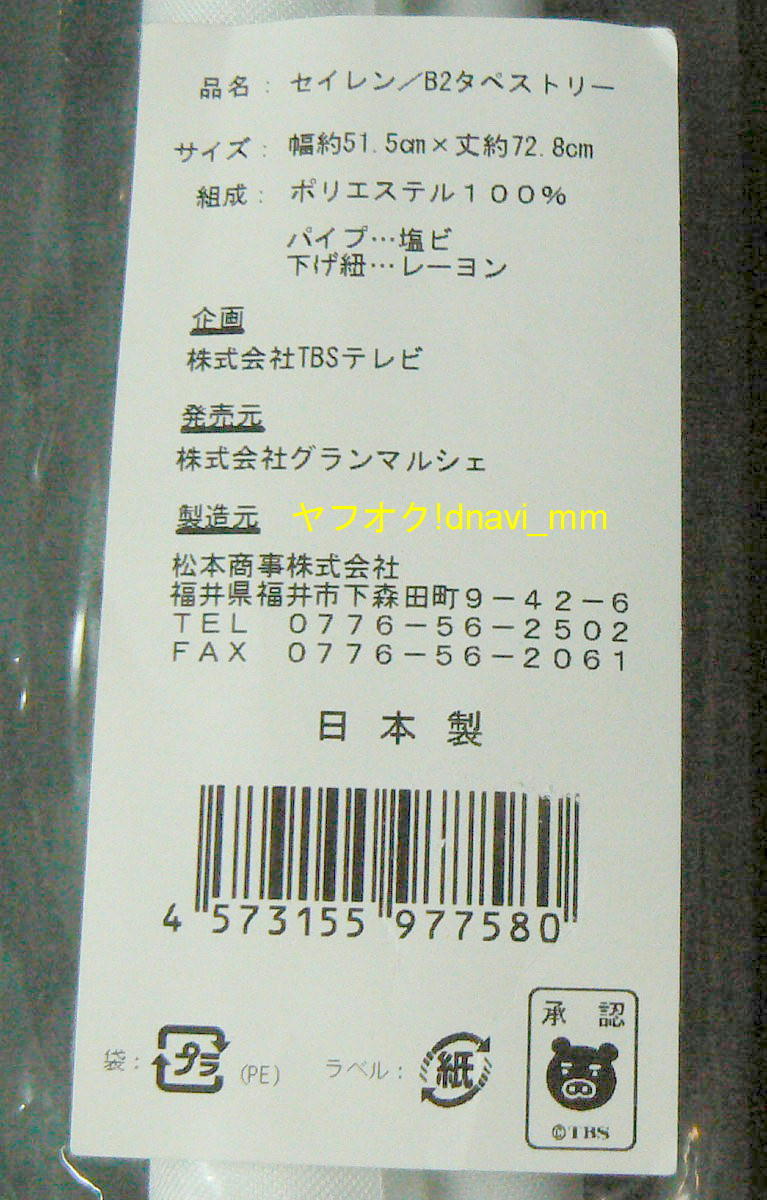 品名： セイレン／B2タペストリー
サイズ： 幅約51.5cm×丈約72.8cm
組成： ポリエステル１００％
パイプ…塩ビ
下げ紐…レーヨン
企画
株式会社TBSテレビ
発売元
株式会社グランマルシェ
製造元 ヤフオク!dnavi_mm
松本商事株式会社
福井県福井市下森田町９－４２－６
ＴＥＬ ０７７６－５６－２５０２
ＦＡＸ ０７７６－５６－２０６１
日本製
4 573155 977580
承認
袋： プラ (PE) ラベル： 紙
©TBS